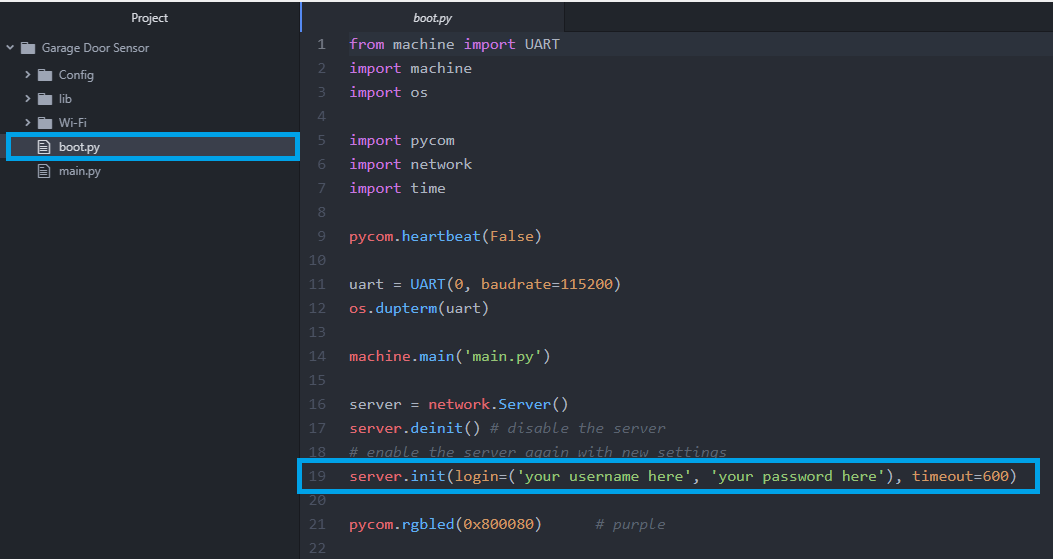 Project
Garage Door Sensor
Config
lib
Wi-Fi
boot.py
main.py
boot.py
1 from machine import UART
2 import machine
3 import os
4
5 import pycom
6 import network
7 import time
8
9 pycom.heartbeat(False)
10
11 uart = UART(0, baudrate=115200)
12 os.dupterm(uart)
13
14 machine.main('main.py')
15
16 server = network.Server()
17 server.deinit() # disable the server
18 # enable the server again with new settings
19 server.init(login=('your username here', 'your password here'), timeout=600)
20
21 pycom.rgbled(0x800080) # purple
22